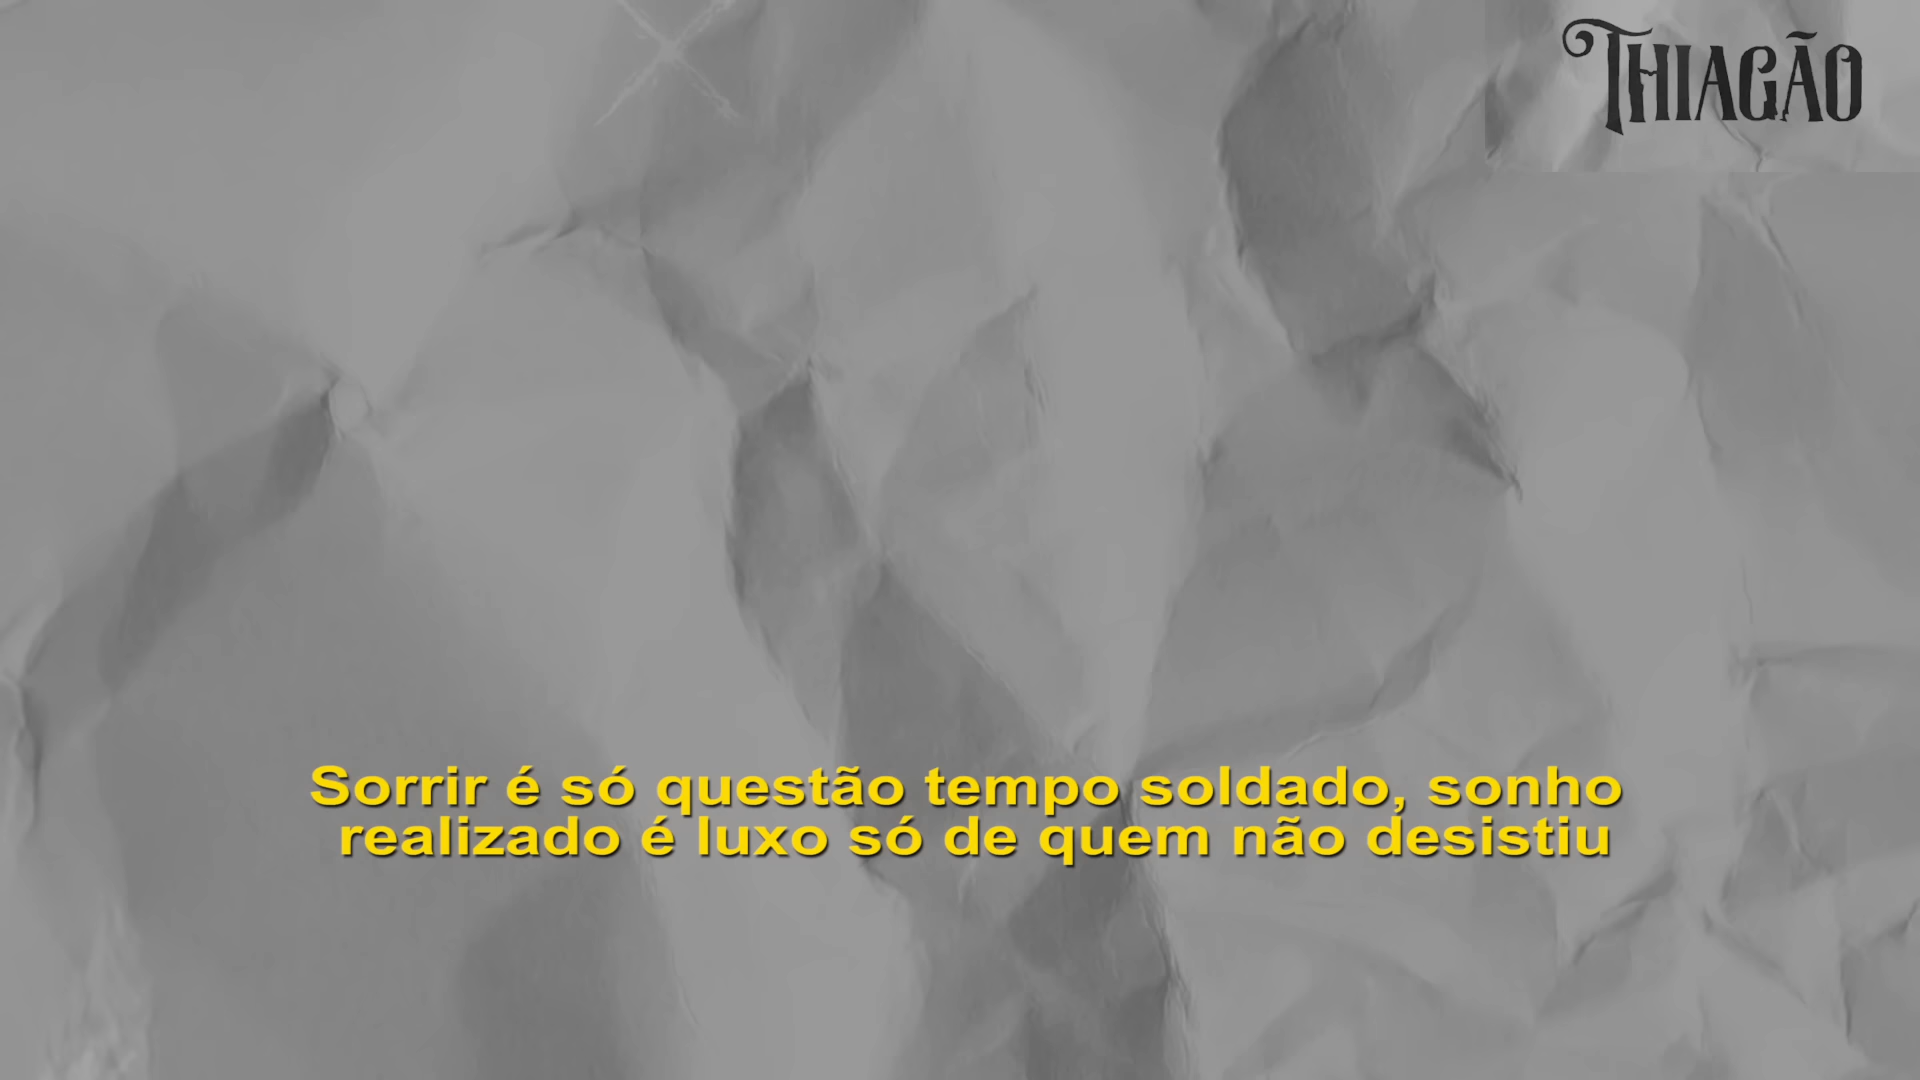 THIAGÃO
Sorrir é só questão tempo soldado, sonho
realizado é luxo só de quem não desistiu